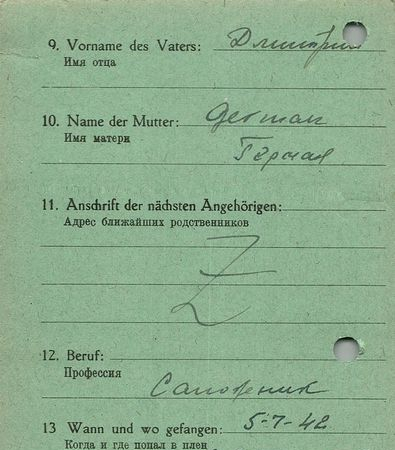 9. Vorname des Vaters: Дмитрий
Имя отца
10. Name der Mutter: German
Имя матери
Герман
11. Anschrift der nächsten Angehörigen:
Адрес ближайших родственников
Z
12. Beruf:
Профессия
Сапожник
13 Wann und wo gefangen: 5-7-42
Когда и где попал в плен